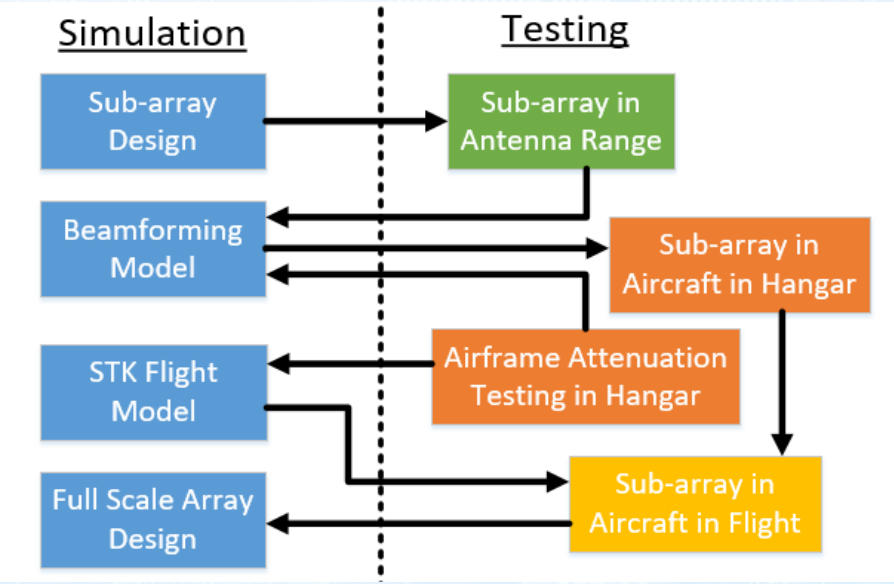 Simulation
Testing
Sub-array
Design
Sub-array in
Antenna Range
Beamforming
Model
Sub-array in
Aircraft in Hangar
STK Flight
Model
Airframe Attenuation
Testing in Hangar
Full Scale Array
Design
Sub-array in
Aircraft in Flight